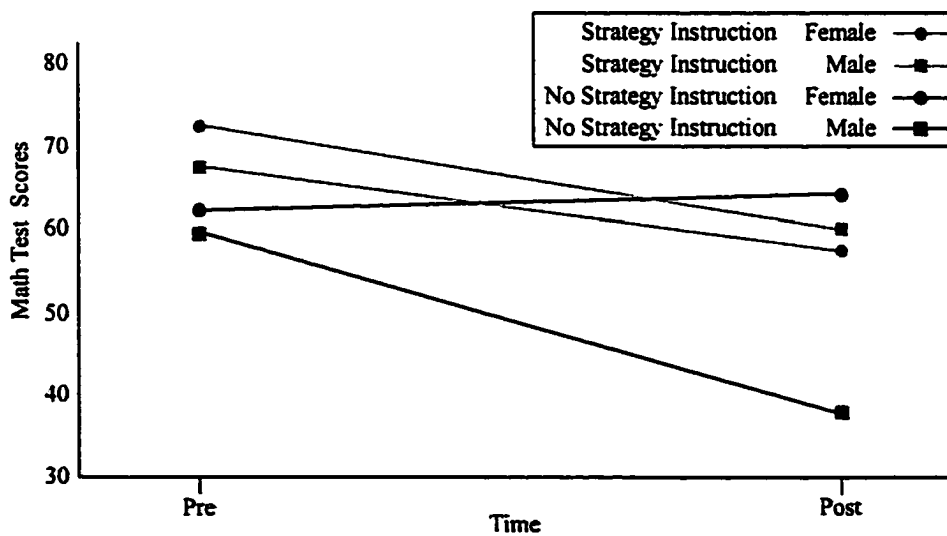 Strategy Instruction Female
Strategy Instruction Male
No Strategy Instruction Female
No Strategy Instruction Male
80
70
60
50
40
30
Math Test Scores
Pre
Post
Time